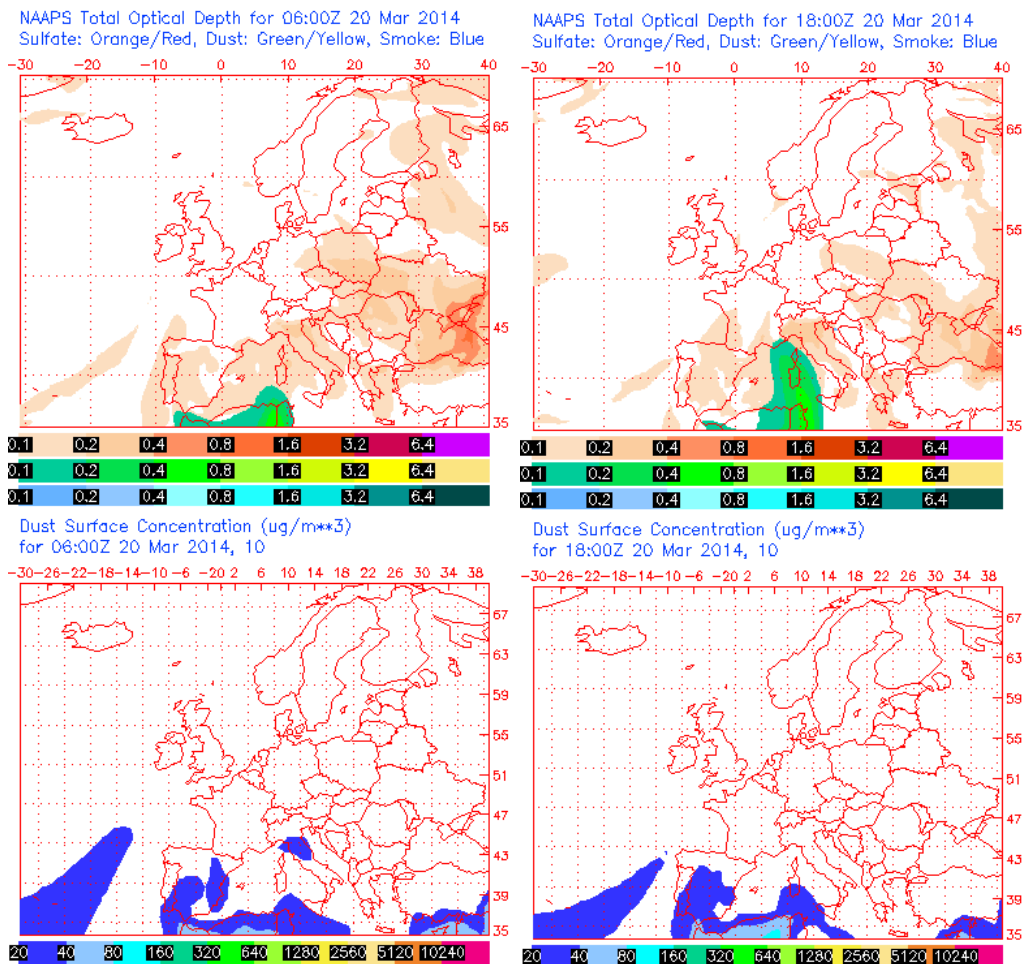 NAAPS Total Optical Depth for 06:00Z 20 Mar 2014
Sulfate: Orange/Red, Dust: Green/Yellow, Smoke: Blue
-30 -20 -10 0 10 20 30 40
65
55
45
35
0.1 0.2 0.4 0.8 1.6 3.2 6.4
0.1 0.2 0.4 0.8 1.6 3.2 6.4
0.1 0.2 0.4 0.8 1.6 3.2 6.4
NAAPS Total Optical Depth for 18:00Z 20 Mar 2014
Sulfate: Orange/Red, Dust: Green/Yellow, Smoke: Blue
-30 -20 -10 0 10 20 30 40
65
55
45
35
0.1 0.2 0.4 0.8 1.6 3.2 6.4
0.1 0.2 0.4 0.8 1.6 3.2 6.4
0.1 0.2 0.4 0.8 1.6 3.2 6.4
Dust Surface Concentration (ug/m**3)
for 06:00Z 20 Mar 2014, 10
-30-26-22-18-14-10-6 -20 2 6 10 14 18 22 26 30 34 38
67
63
59
55
51
47
43
39
35
20 40 80 160 320 640 1280 2560 5120 10240
Dust Surface Concentration (ug/m**3)
for 18:00Z 20 Mar 2014, 10
-30-26-22-18-14-10-6 -20 2 6 10 14 18 22 26 30 34 38
67
63
59
55
51
47
43
39
35
20 40 80 160 320 640 1280 2560 5120 10240